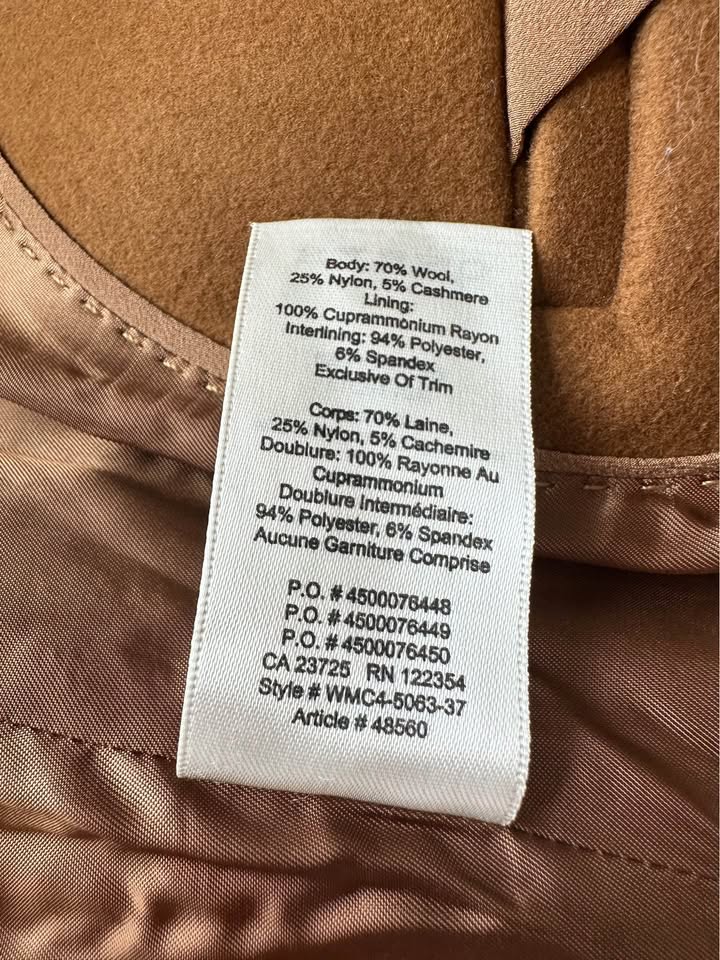 Body: 70% Wool,
25% Nylon, 5% Cashmere
Lining:
100% Cuprammonium Rayon
Interlining: 94% Polyester,
6% Spandex
Exclusive Of Trim
Corps: 70% Laine,
25% Nylon, 5% Cachemire
Doublure: 100% Rayonne Au
Cuprammonium
Doublure Intermédiaire:
94% Polyester, 6% Spandex
Aucune Garniture Comprise
P.O. # 4500076448
P.O. # 4500076449
P.O. # 4500076450
CA 23725 RN 122354
Style # WMC4-5063-37
Article # 48560